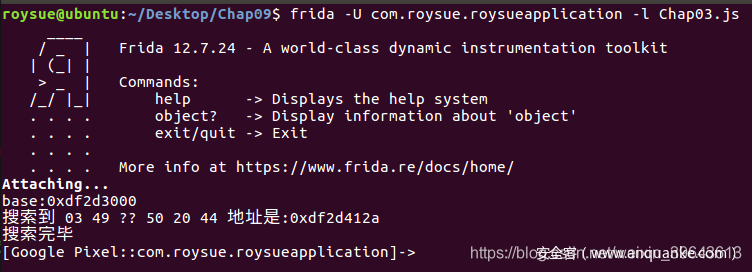 roysue@ubuntu:~/Desktop/Chap09$ frida -U com.roysue.roysueapplication -l Chap03.js
     ____
    / _  |   Frida 12.7.24 - A world-class dynamic instrumentation toolkit
   | (_| |
    > _  |   Commands:
   /_/ |_|       help      -> Displays the help system
   . . . .       object?   -> Display information about 'object'
   . . . .       exit/quit -> Exit
   . . . .
   . . . .   More info at https://www.frida.re/docs/home/
Attaching...
base:0xdf2d3000
搜索到 03 49 ?? 50 20 44 地址是:0xdf2d412a
搜索完毕
[Google Pixel::com.roysue.roysueapplication]->
安全客 ( www.anquanke.com )